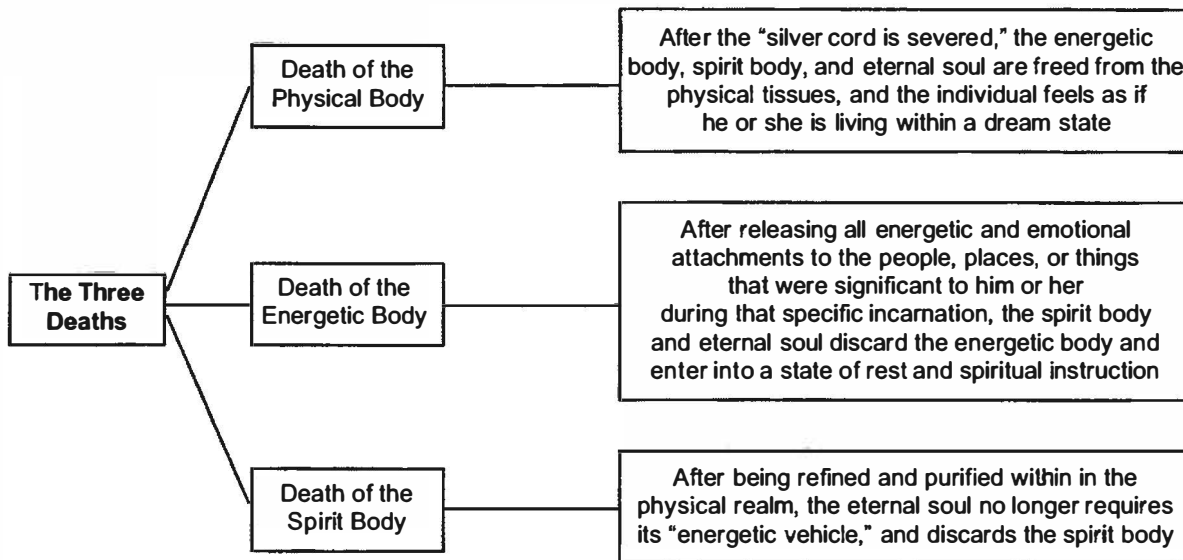 The Three
Deaths
Death of the
Physical Body
After the “silver cord is severed,” the energetic
body, spirit body, and eternal soul are freed from the
physical tissues, and the individual feels as if
he or she is living within a dream state
Death of the
Energetic Body
After releasing all energetic and emotional
attachments to the people, places, or things
that were significant to him or her
during that specific incarnation, the spirit body
and eternal soul discard the energetic body and
enter into a state of rest and spiritual instruction
Death of the
Spirit Body
After being refined and purified within in the
physical realm, the eternal soul no longer requires
its “energetic vehicle,” and discards the spirit body